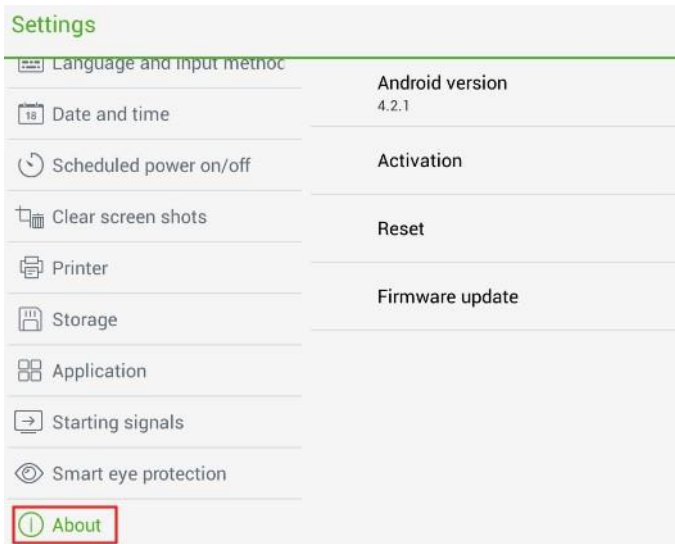 Settings
Language and input method
18 Date and time
Scheduled power on/off
Clear screen shots
Printer
Storage
Application
Starting signals
Smart eye protection
About
Android version
4.2.1
Activation
Reset
Firmware update